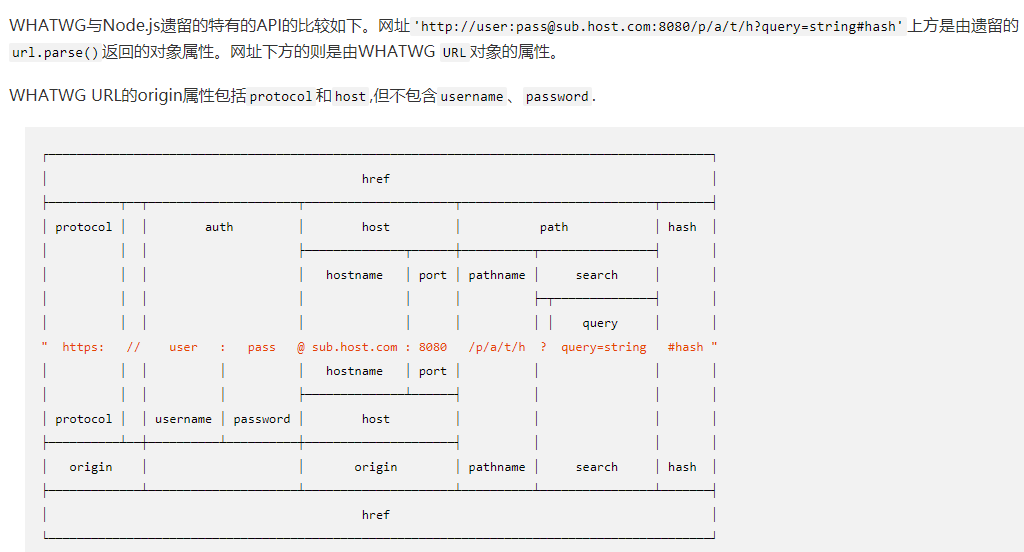 WHATWG与Node.js遗留的特有的API的比较如下。网址 'http://user:pass@sub.host.com:8080/p/a/t/h?query=string#hash' 上方是由遗留的
url.parse() 返回的对象属性。网址下方的则是由WHATWG URL 对象的属性。
WHATWG URL的origin属性包括 protocol 和 host ,但不包含 username 、 password .
href
protocol auth host path hash
hostname port pathname search
query
" https: // user : pass @ sub.host.com : 8080 /p/a/t/h ? query=string #hash "
hostname port
protocol username password host
origin origin pathname search hash
href